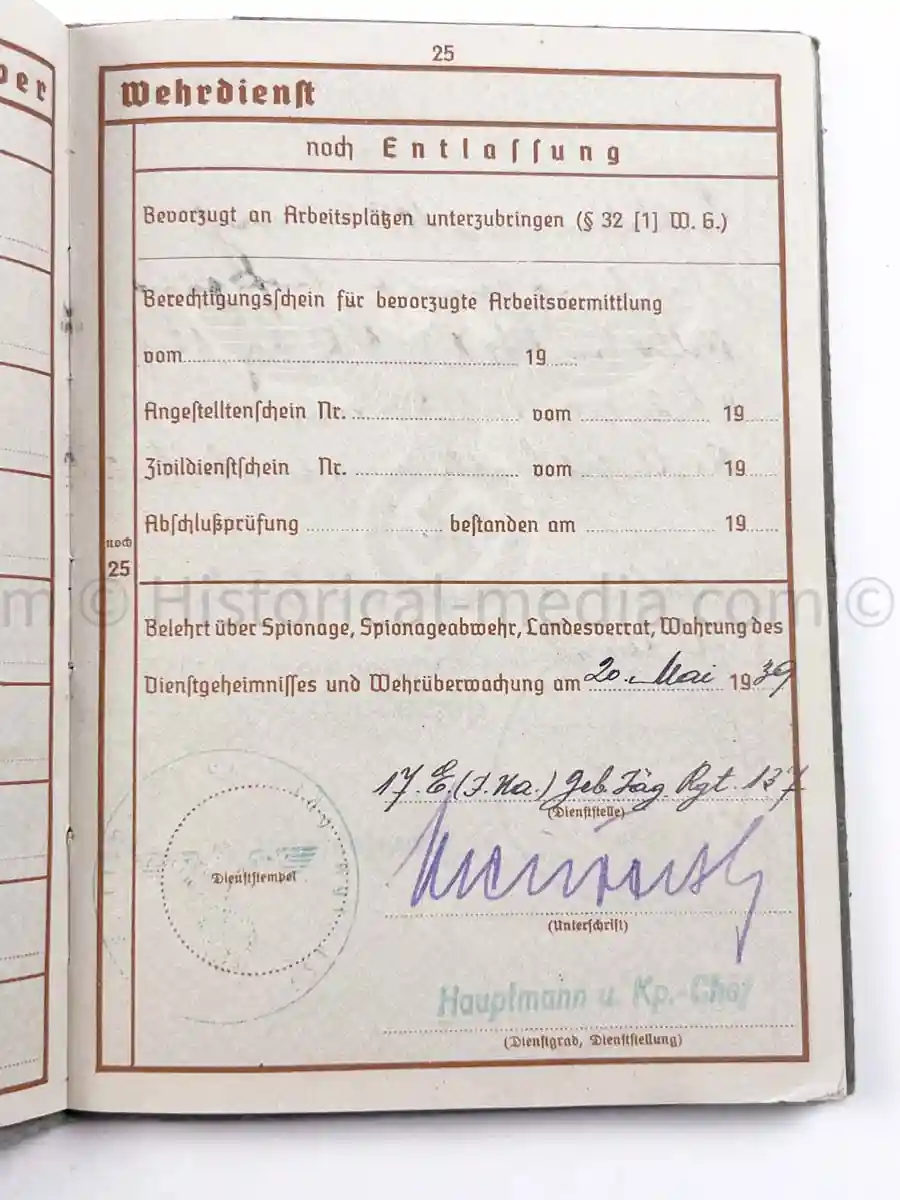 ber
25
Wehrdienst
noch Entlassung
Bevorzugt an Arbeitsplätzen unterzubringen (§ 32 [1] W. G.)
Berechtigungsschein für bevorzugte Arbeitsvermittlung
vom 19
Angestelltenschein Nr. vom 19
Zivildienstschein Nr. vom 19
Abschlußprüfung bestanden am 19
noch
25
m © Historical-media.com ©
Belehrt über Spionage, Spionageabwehr, Landesverrat, Wahrung des
Dienstgeheimnisses und Wehrüberwachung am 20. Mai 1939
17. E. (J. Na.) Geb. Jäg Rgt. 137
(Dienststelle)
Dienststempel
(Unterschrift)
Hauptmann u. Kp.-Chef
(Dienstgrad, Dienststellung)